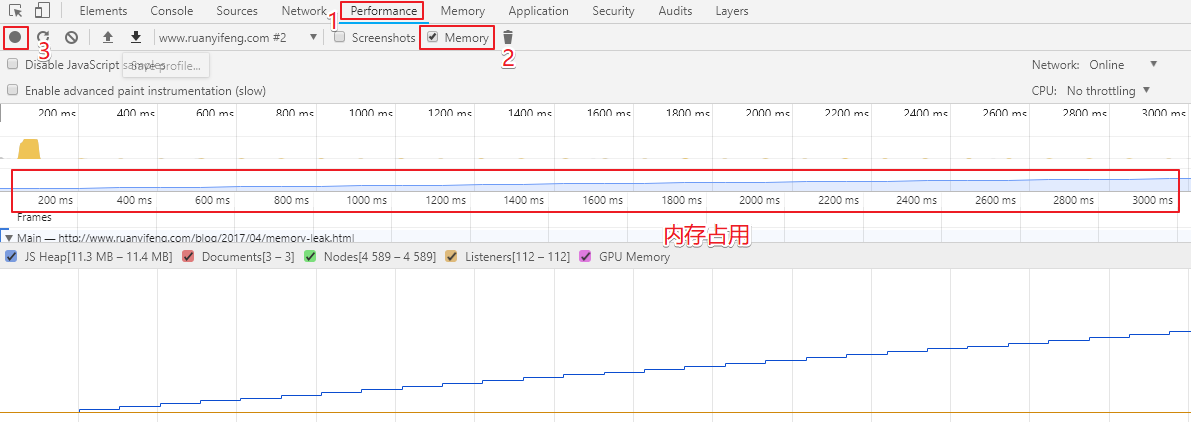 Elements Console Sources Network Performance Memory Application Security Audits Layers
1
www.ruanyifeng.com #2 Screenshots Memory
3
2
Disable JavaScript samples Save profile... Network: Online
Enable advanced paint instrumentation (slow) CPU: No throttling
200 ms 400 ms 600 ms 800 ms 1000 ms 1200 ms 1400 ms 1600 ms 1800 ms 2000 ms 2200 ms 2400 ms 2600 ms 2800 ms 3000 ms
200 ms 400 ms 600 ms 800 ms 1000 ms 1200 ms 1400 ms 1600 ms 1800 ms 2000 ms 2200 ms 2400 ms 2600 ms 2800 ms 3000 ms
Frames
内存占用
Main — http://www.ruanyifeng.com/blog/2017/04/memory-leak.html
JS Heap[11.3 MB – 11.4 MB] Documents[3 – 3] Nodes[4 589 – 4 589] Listeners[112 – 112] GPU Memory